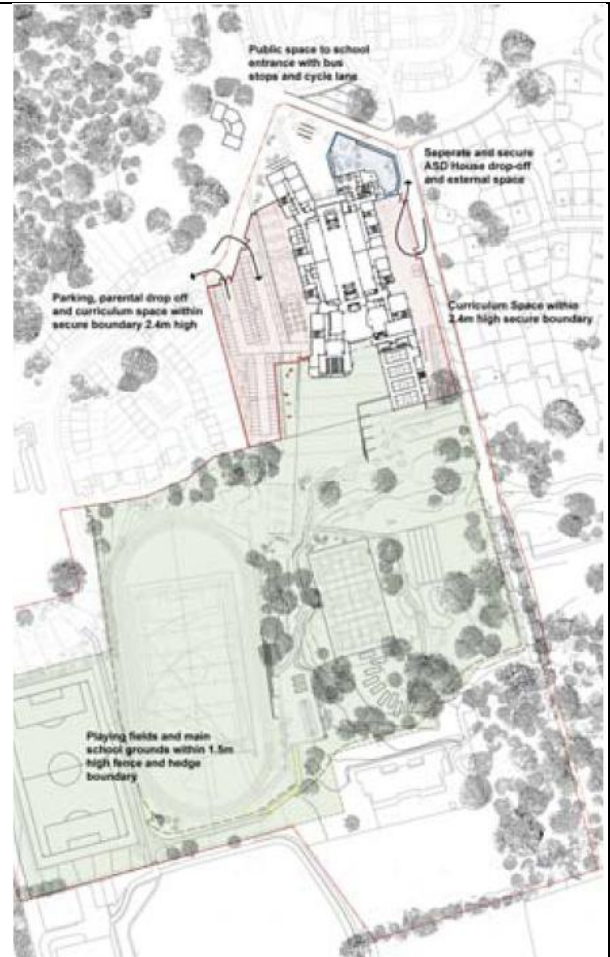 Public space to school
entrance with bus
stops and cycle lane
Seperate and secure
ASD House drop-off
and external space
Parking, parental drop off
and curriculum space within
secure boundary 2.4m high
Curriculum Space within
2.4m high secure boundary
Playing fields and main
school grounds within 1.5m
high fence and hedge
boundary